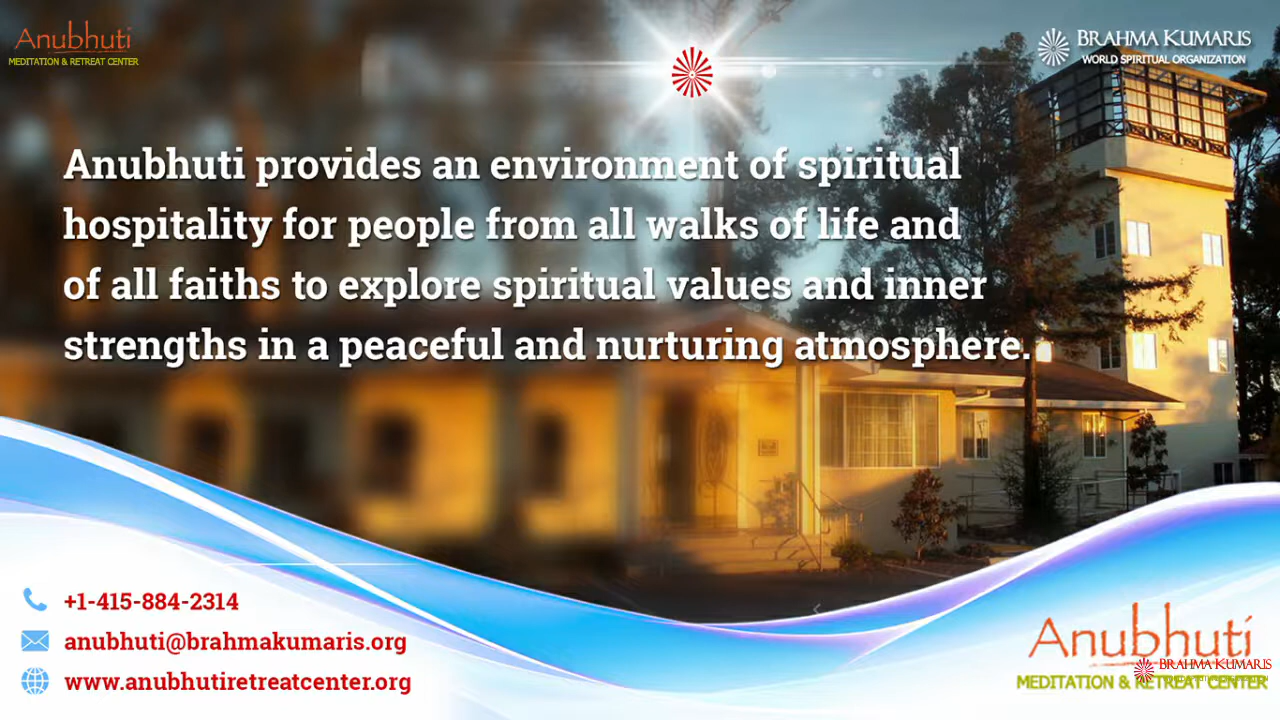 Anubhuti
MEDITATION & RETREAT CENTER
BRAHMA KUMARIS
WORLD SPIRITUAL ORGANIZATION
Anubhuti provides an environment of spiritual
hospitality for people from all walks of life and
of all faiths to explore spiritual values and inner
strengths in a peaceful and nurturing atmosphere.
+1-415-884-2314
anubhuti@brahmakumaris.org
www.anubhutiretreatcenter.org
Anubhuti
BRAHMA KUMARIS
MEDITATION & RETREAT CENTER